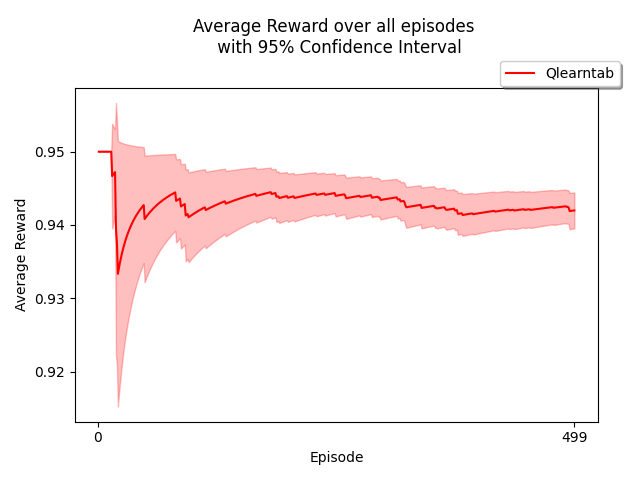 Average Reward over all episodes
with 95% Confidence Interval
Qlearntab
0.95
0.94
0.93
0.92
Average Reward
0
499
Episode